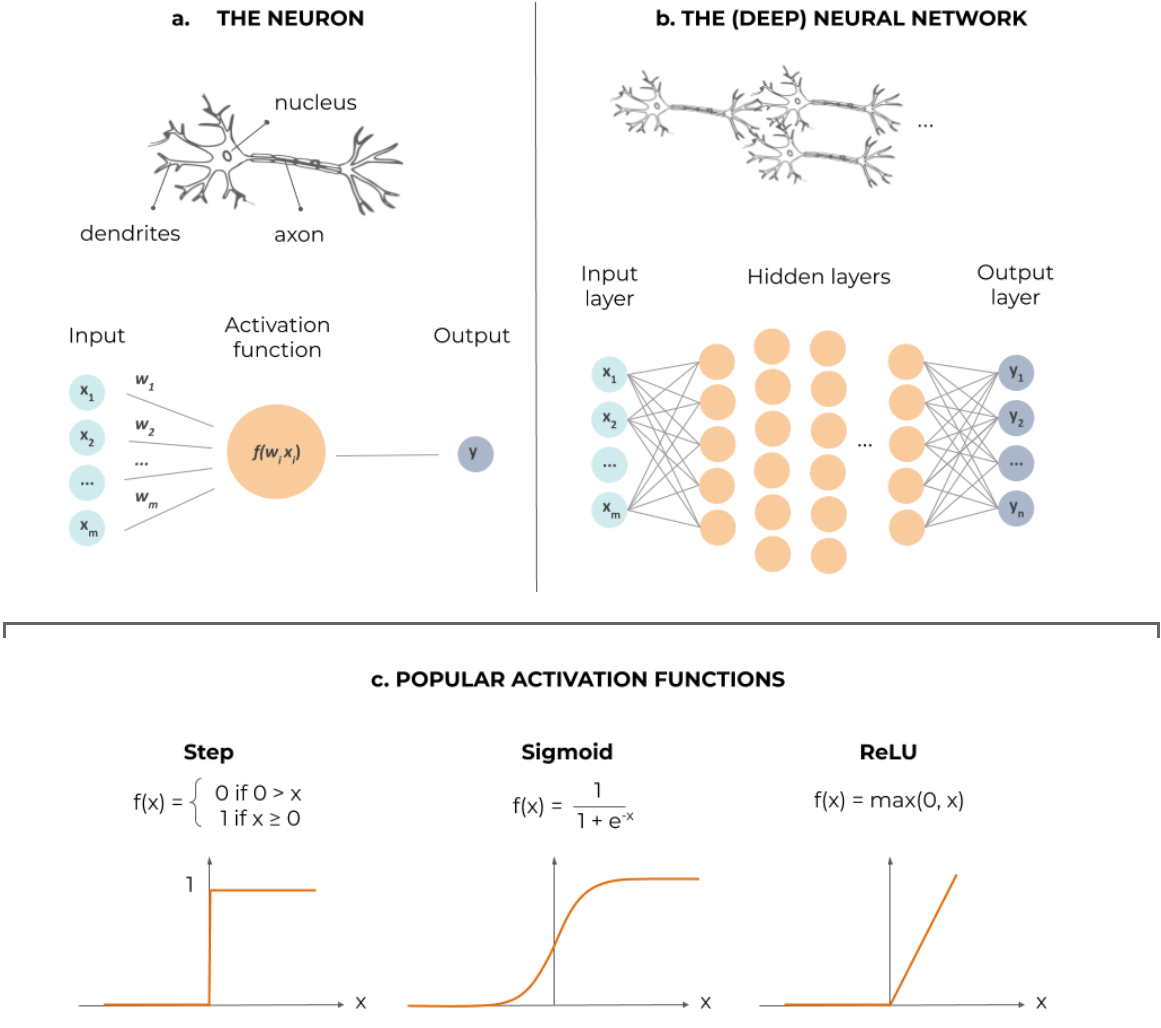 a. THE NEURON
nucleus
dendrites
axon
Input
Activation
function
Output
x₁
w₁
x₂
w₂
...
...
xₘ
wₘ
f(wᵢxᵢ)
y
b. THE (DEEP) NEURAL NETWORK
...
Input
layer
Hidden layers
Output
layer
x₁
x₂
...
xₘ
...
y₁
y₂
...
yₙ
c. POPULAR ACTIVATION FUNCTIONS
Step
f(x) = { 0 if 0 > x
1 if x ≥ 0
1
x
Sigmoid
f(x) = 1
1 + e⁻ˣ
x
ReLU
f(x) = max(0, x)
x